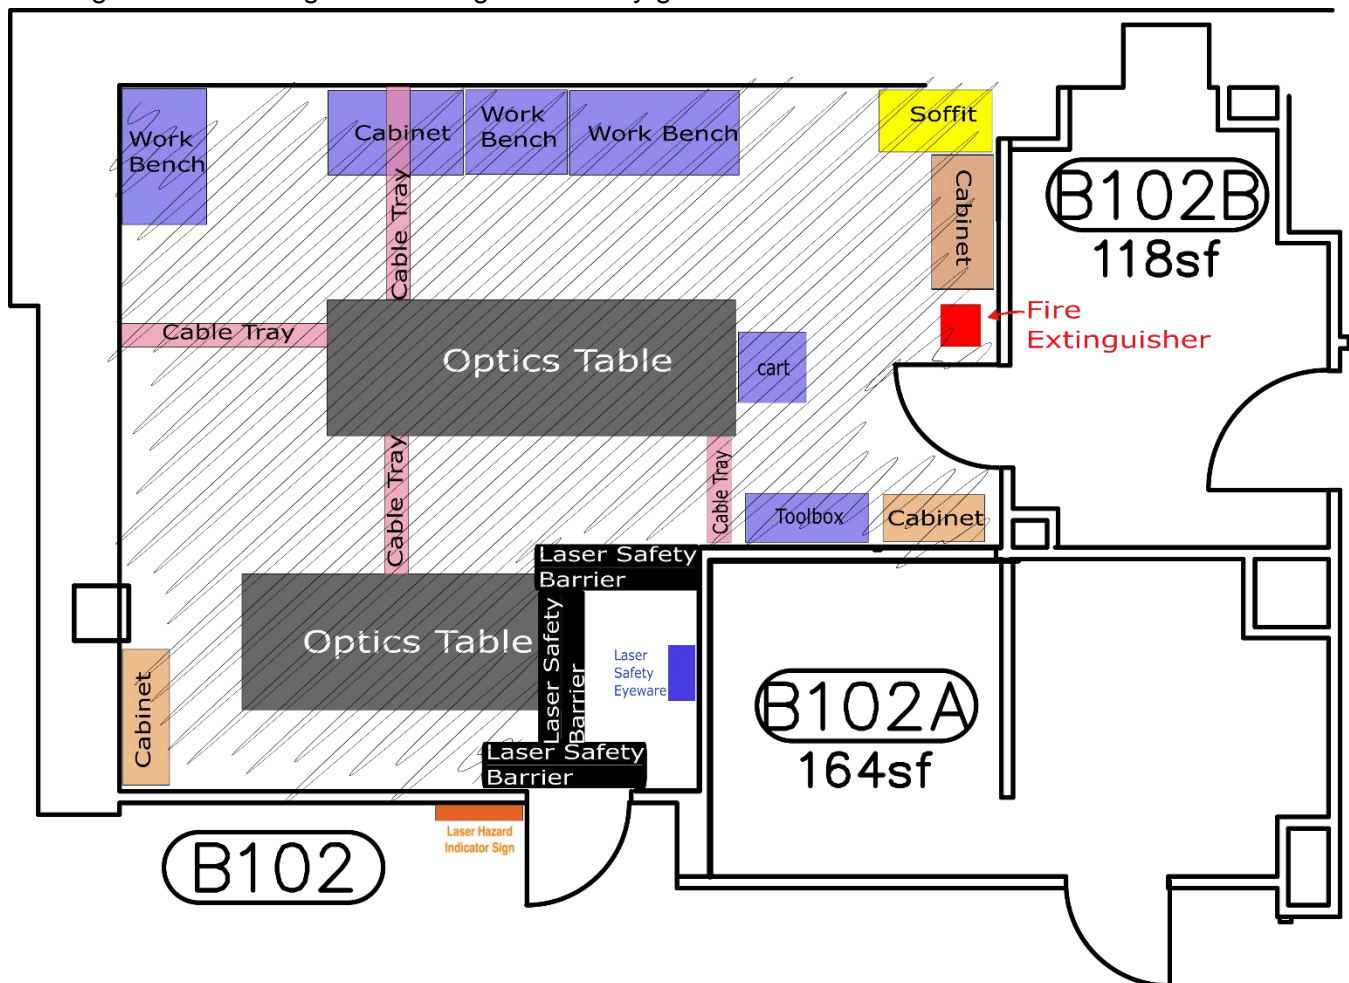 Work
Bench
Cabinet
Work
Bench
Work Bench
Soffit
Cable Tray
Cabinet
B102B
118sf
Fire
Extinguisher
Cable Tray
Optics Table
cart
Cable Tray
Cable Tray
Toolbox
Cabinet
Laser Safety
Barrier
Optics Table
Laser Safety
Barrier
Laser
Safety
Eyeware
Cabinet
B102A
164sf
Laser Safety
Barrier
Laser Hazard
Indicator Sign
B102